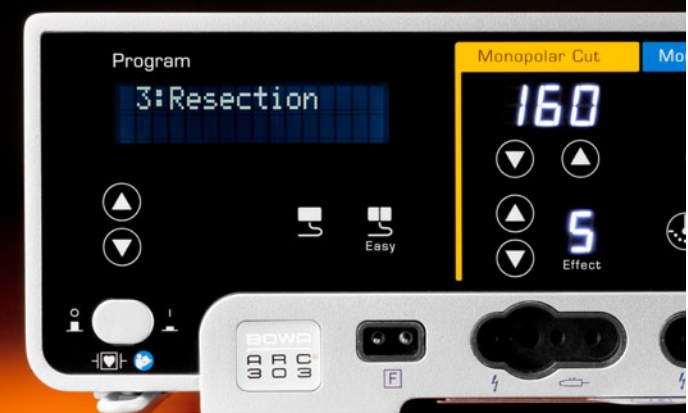 Program
Monopolar Cut
Mo
3:Resection
160
Easy
5
Effect
O
I
BOWA
ARC
303
F